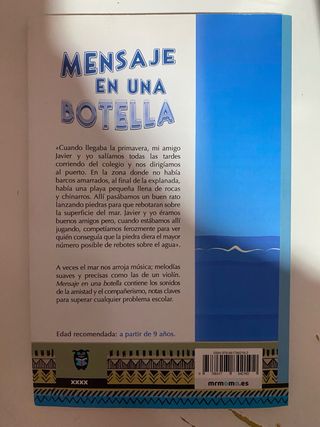 MENSAJE
EN UNA
BOTELLA
«Cuando llegaba la primavera, mi amigo
Javier y yo salíamos todas las tardes
corriendo del colegio y nos dirigíamos
al puerto. En la zona donde no había
barcos amarrados, al final de la explanada,
había una playa pequeña llena de rocas
y chinarros. Allí pasábamos un buen rato
lanzando piedras para que rebotaran sobre
la superficie del mar. Javier y yo éramos
buenos amigos pero, cuando estábamos allí
jugando, competíamos ferozmente para ver
quién conseguía que la piedra diera el mayor
número posible de rebotes sobre el agua».
A veces el mar nos arroja música; melodías
suaves y precisas como las de un violín.
Mensaje en una botella contiene los sonidos
de la amistad y el compañerismo, notas claves
para superar cualquier problema escolar.
Edad recomendada: a partir de 9 años.
XXXX
mrmomo.es